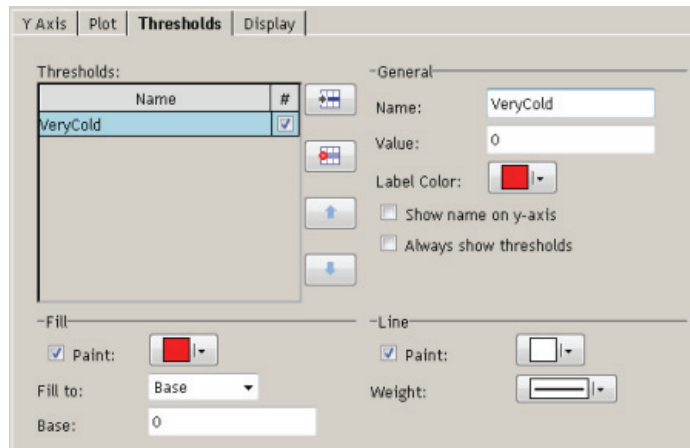 Y Axis Plot Thresholds Display
Thresholds:
Name #
VeryCold
General
Name: VeryCold
Value: 0
Label Color:
Show name on y-axis
Always show thresholds
Fill
Paint:
Fill to: Base
Base: 0
Line
Paint:
Weight: